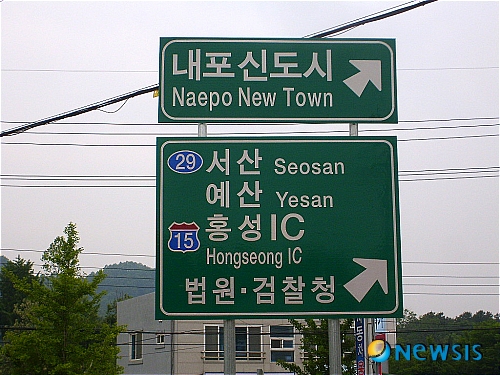 내포신도시
Naepo New Town
29 서산 Seosan
예산 Yesan
15 홍성IC
Hongseong IC
법원·검찰청
NEWSIS